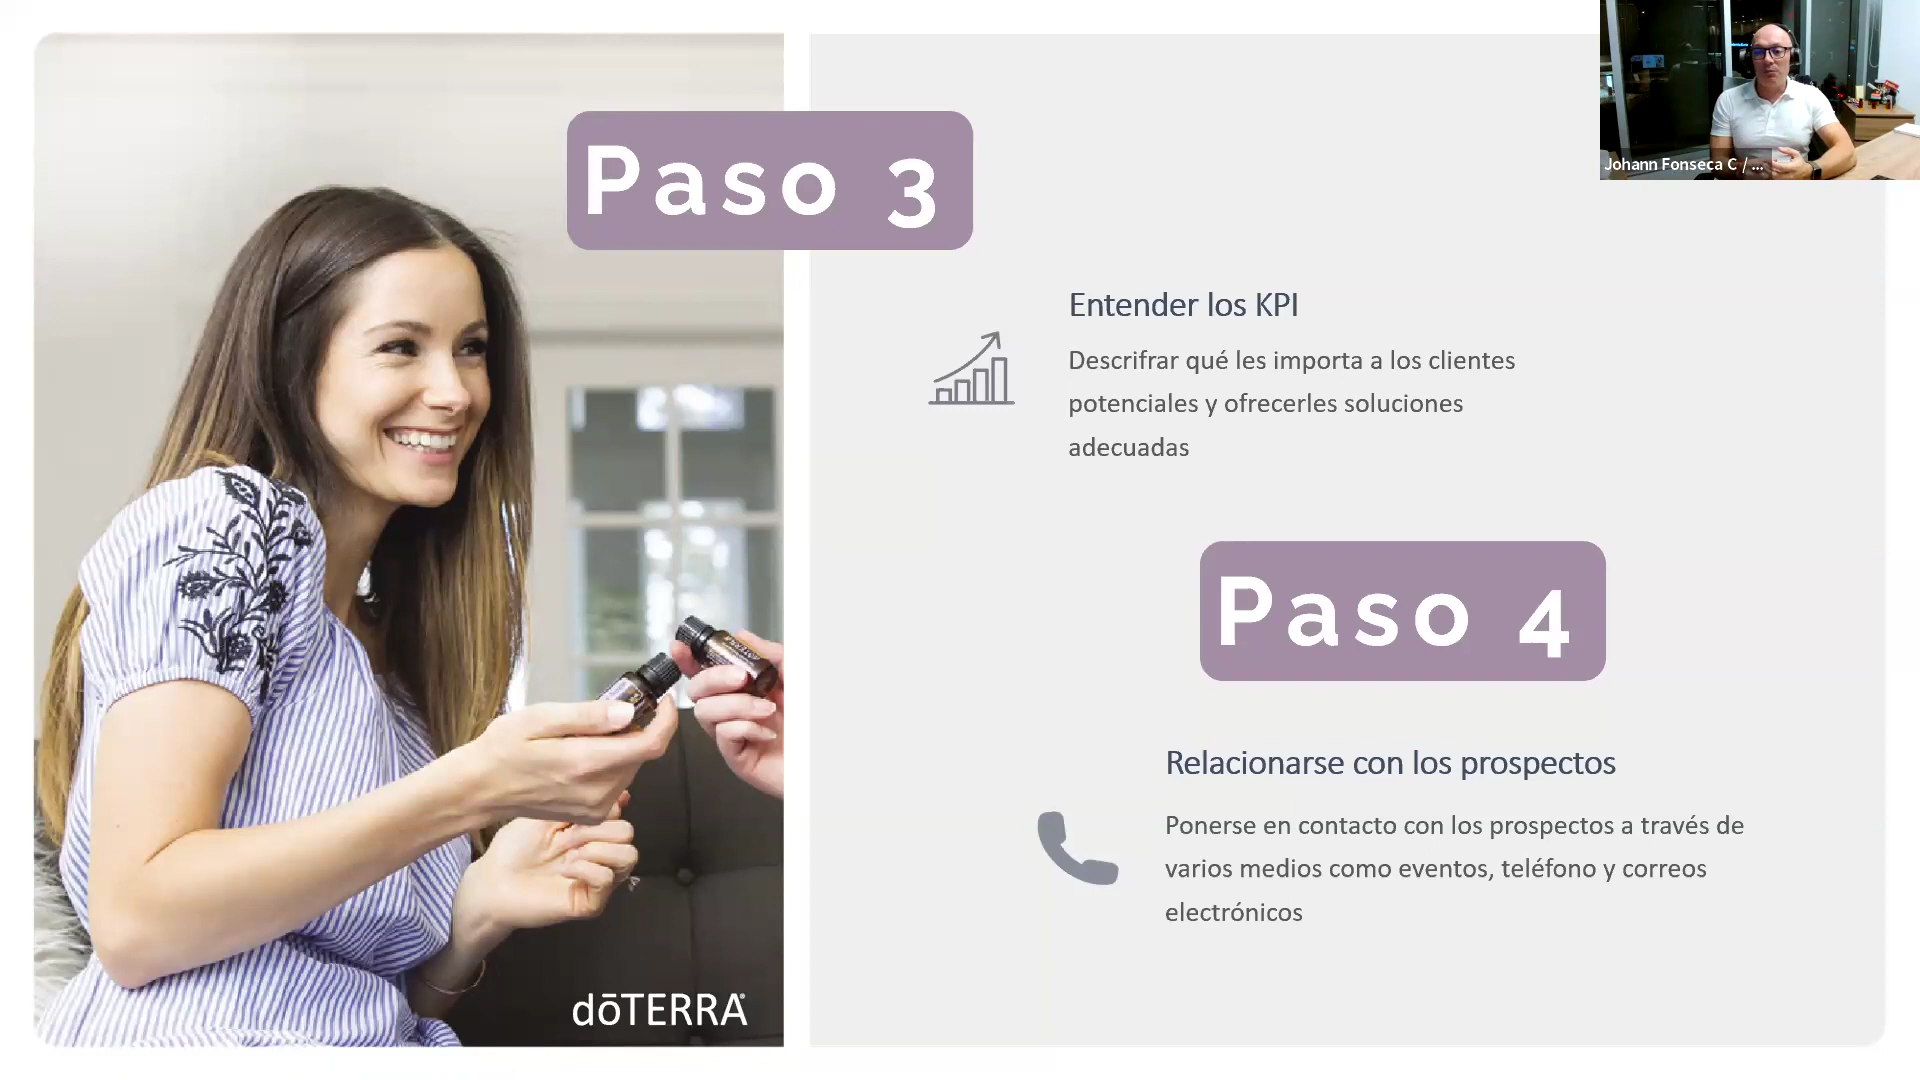 Johann Fonseca C / ...
Paso 3
Entender los KPI
Descrifrar qué les importa a los clientes
potenciales y ofrecerles soluciones
adecuadas
Paso 4
Relacionarse con los prospectos
Ponerse en contacto con los prospectos a través de
varios medios como eventos, teléfono y correos
electrónicos
dōTERRA®